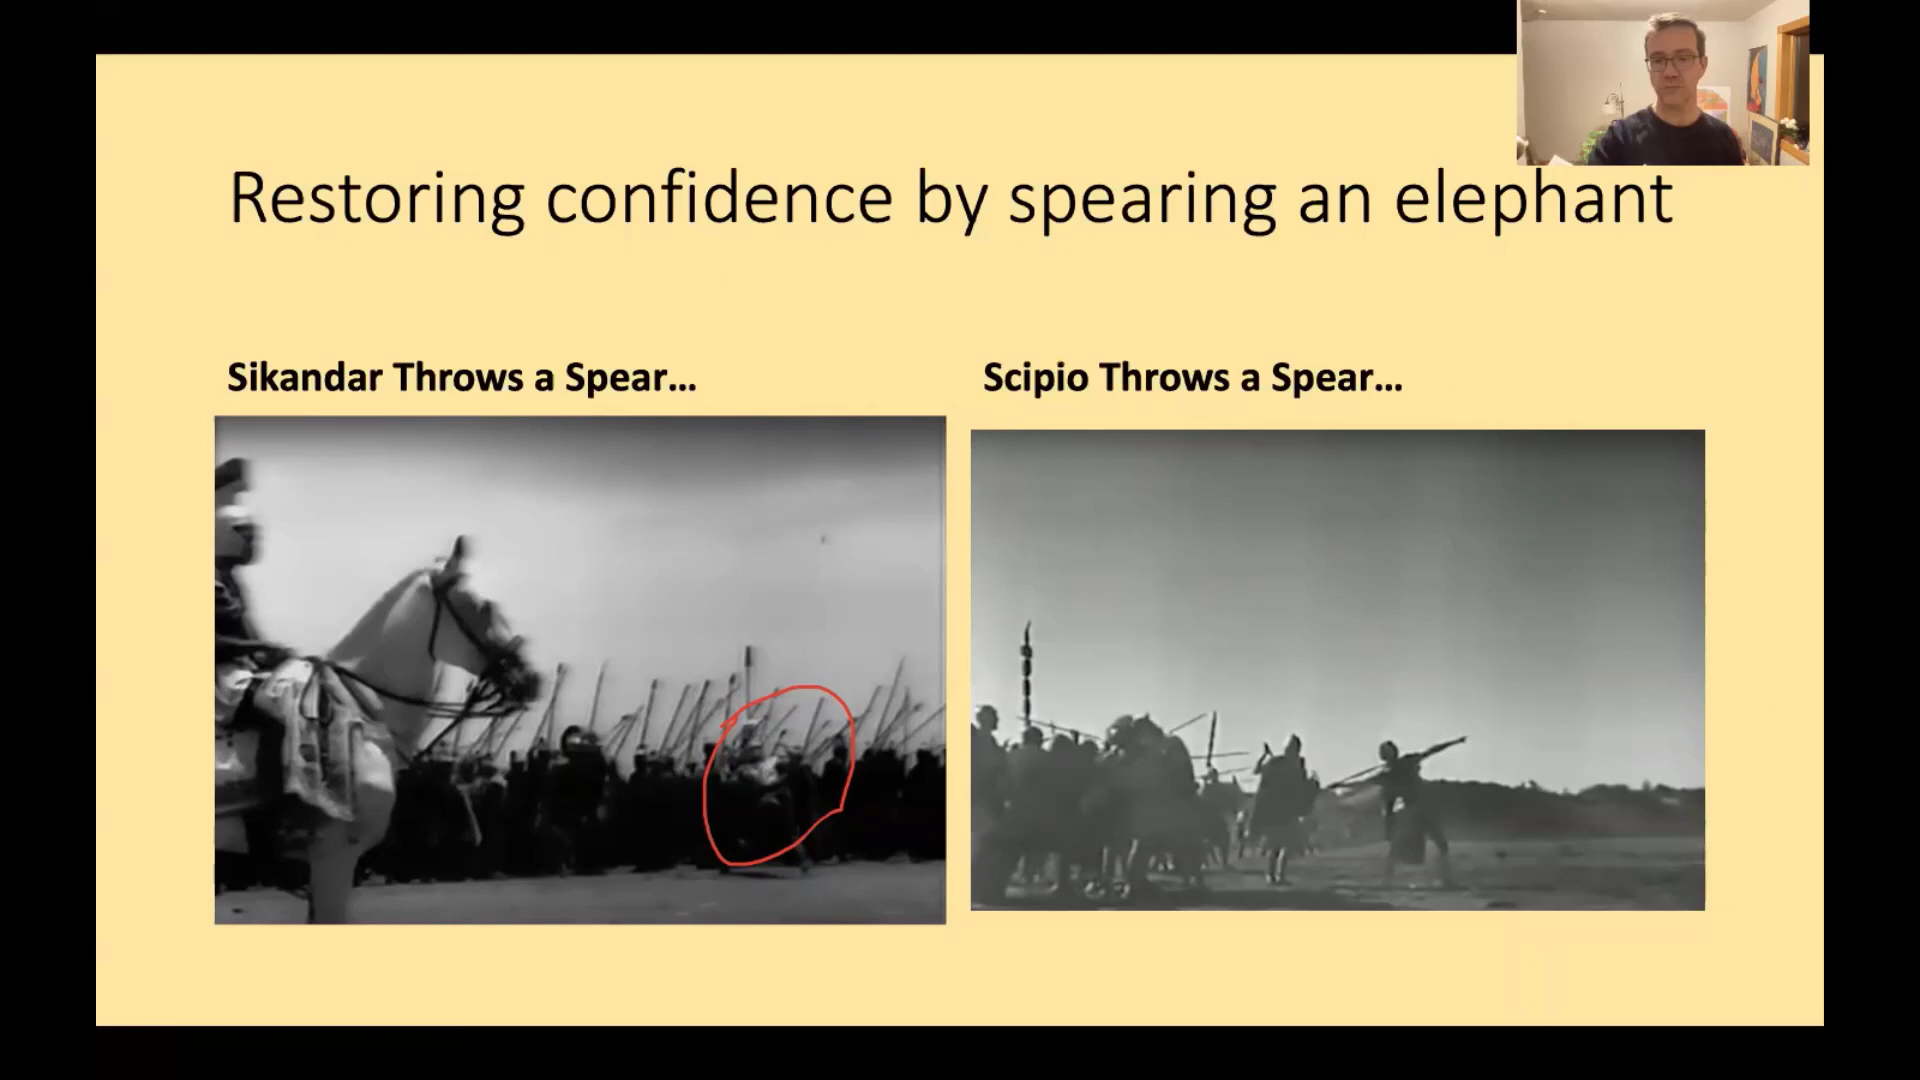 Restoring confidence by spearing an elephant
Sikandar Throws a Spear...
Scipio Throws a Spear...